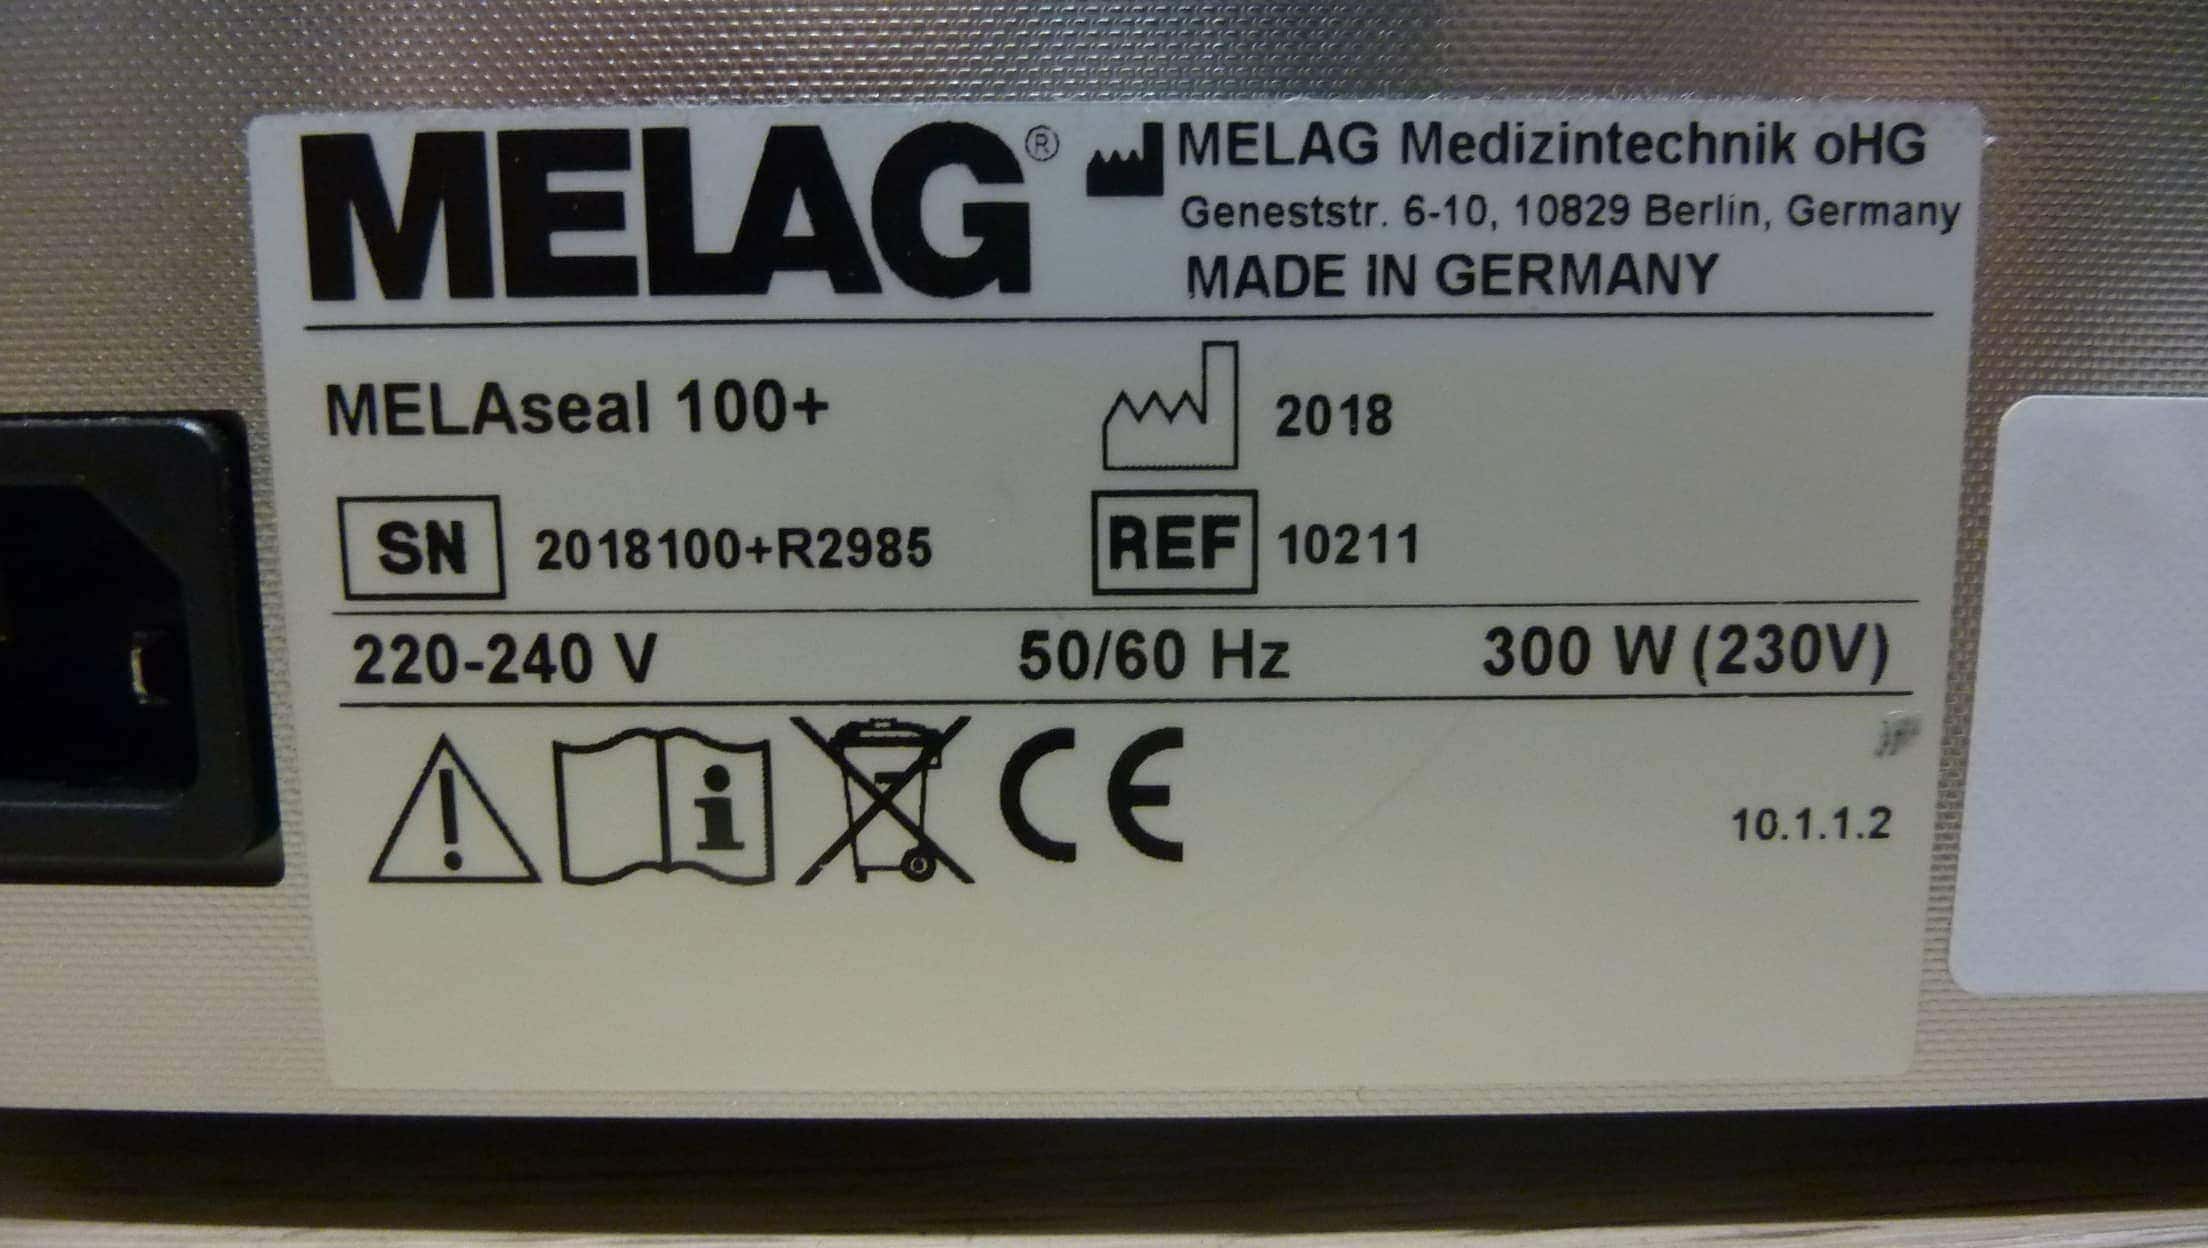 MELAG® MELAG Medizintechnik oHG
Geneststr. 6-10, 10829 Berlin, Germany
MADE IN GERMANY
MELAseal 100+ 2018
SN 2018100+R2985 REF 10211
220-240 V 50/60 Hz 300 W (230V)
CE
10.1.1.2